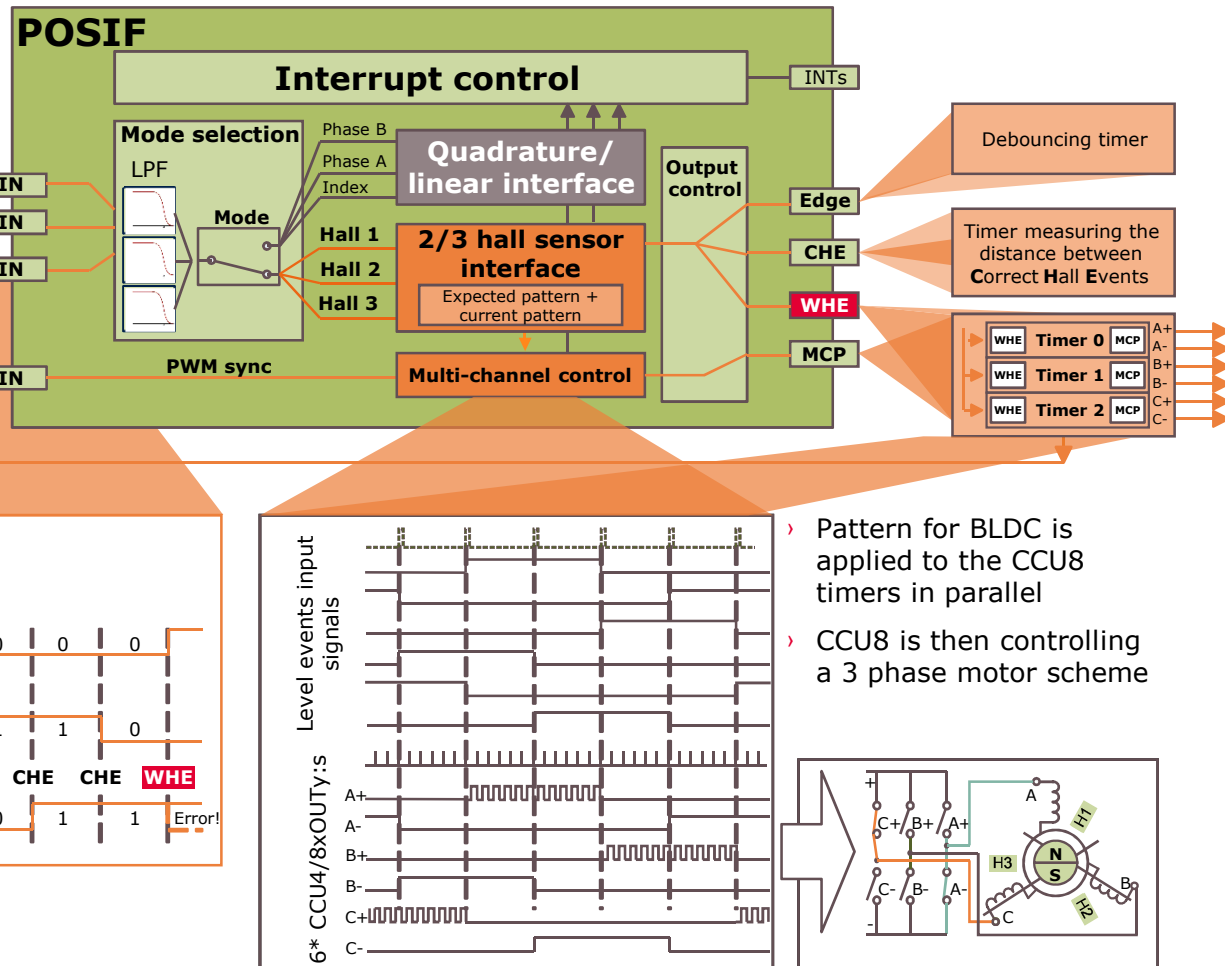 POSIF
Interrupt control
INTs
Mode selection
LPF
Mode
Phase B
Phase A
Index
Quadrature/
linear interface
Output
control
Hall 1
Hall 2
Hall 3
2/3 hall sensor
interface
Expected pattern +
current pattern
PWM sync
Multi-channel control
IN
IN
IN
IN
Edge
CHE
WHE
MCP
Debouncing timer
Timer measuring the
distance between
Correct Hall Events
WHE Timer 0 MCP
WHE Timer 1 MCP
WHE Timer 2 MCP
A+
A-
B+
B-
C+
C-
0 0 0
1 1 0
CHE CHE WHE
0 1 1 Error!
Level events input
signals
6* CCU4/8xOUTy:s
A+
A-
B+
B-
C+
C-
› Pattern for BLDC is
applied to the CCU8
timers in parallel
› CCU8 is then controlling
a 3 phase motor scheme
+
C+ B+ A+
C- B- A-
-
A
H1
H3
N
S
H2
B
C